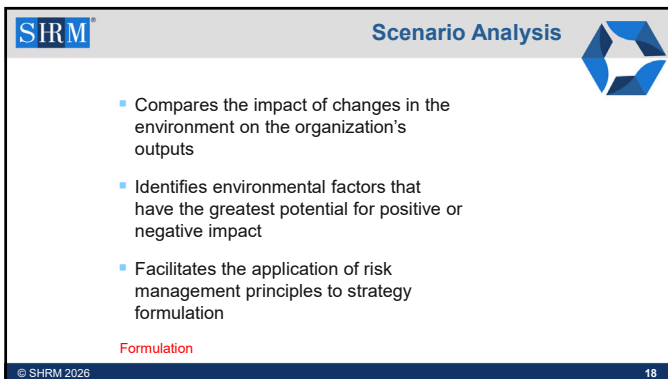 SHRM®
Scenario Analysis
Compares the impact of changes in the
environment on the organization's
outputs
Identifies environmental factors that
have the greatest potential for positive or
negative impact
Facilitates the application of risk
management principles to strategy
formulation
Formulation
© SHRM 2026
18